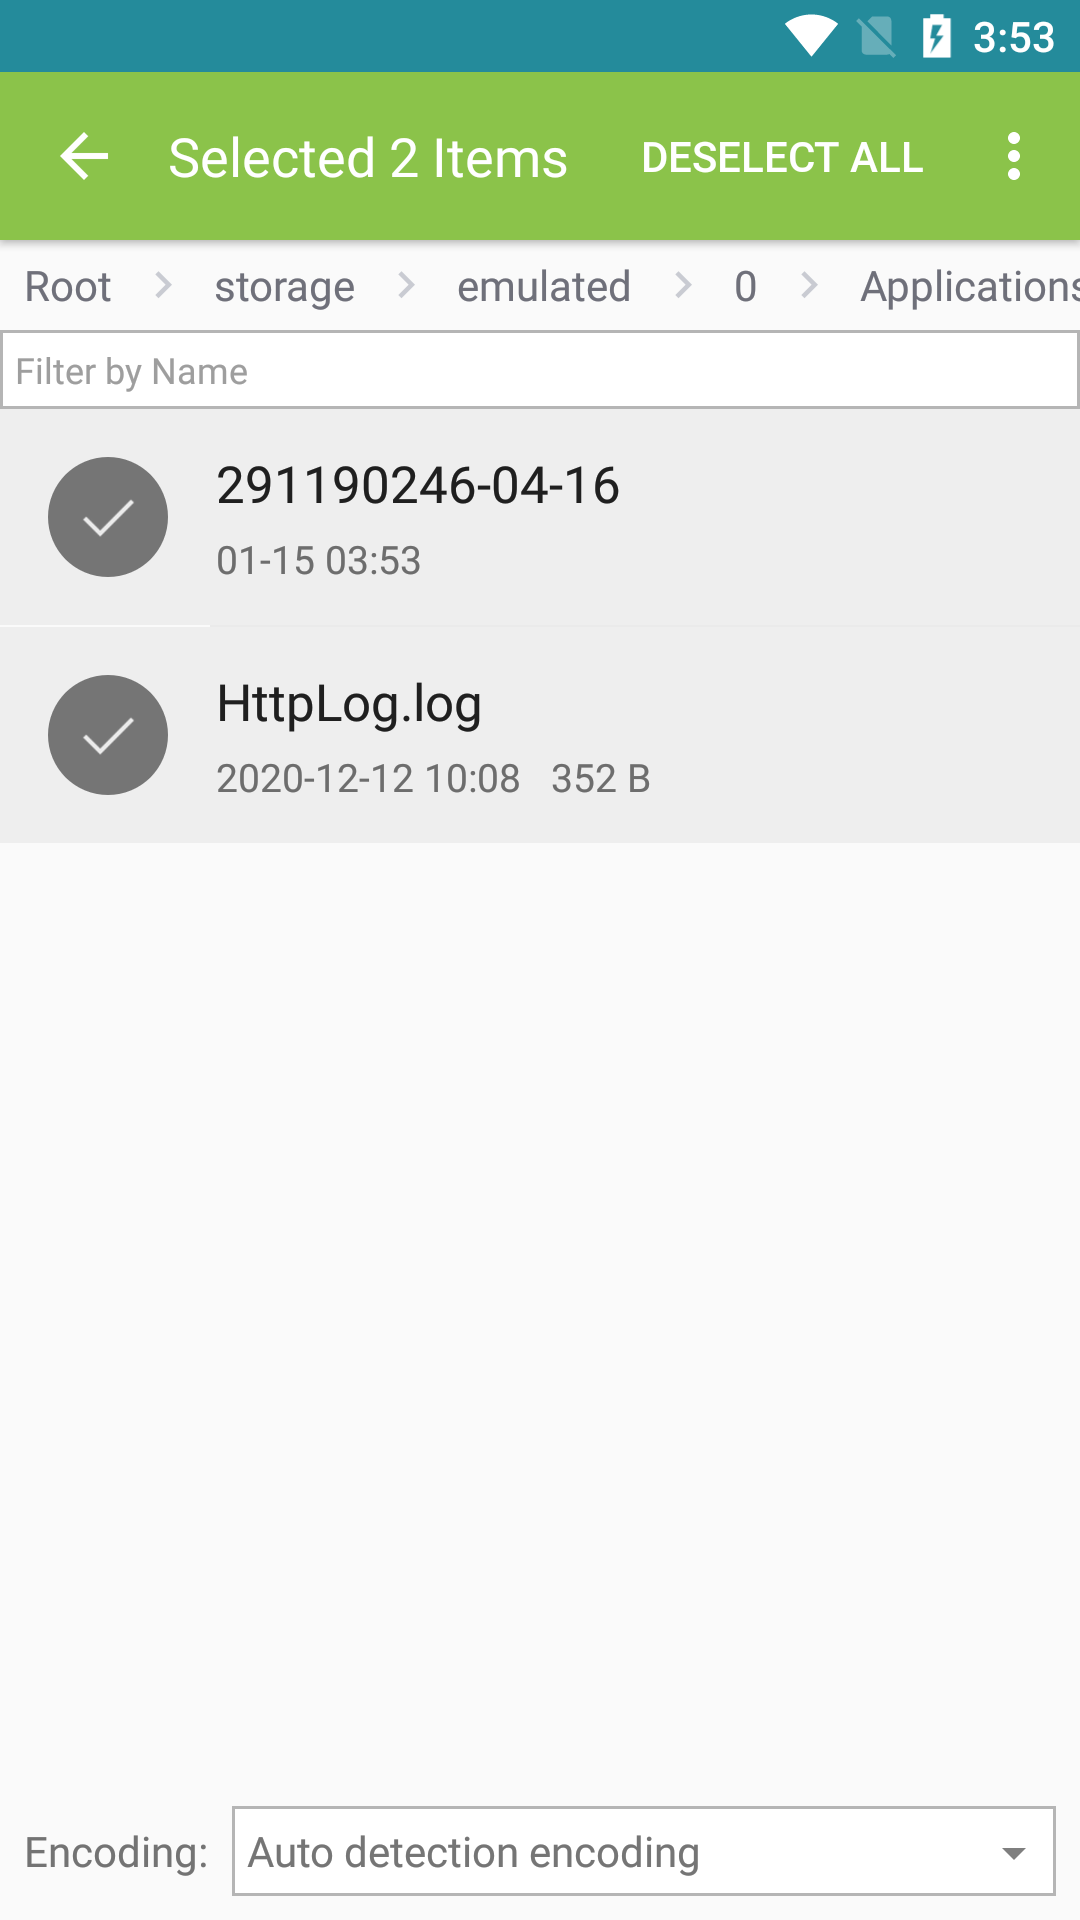 3:53
Selected 2 Items DESELECT ALL
Root storage emulated 0 Applications
Filter by Name
291190246-04-16
01-15 03:53
HttpLog.log
2020-12-12 10:08 352 B
Encoding: Auto detection encoding